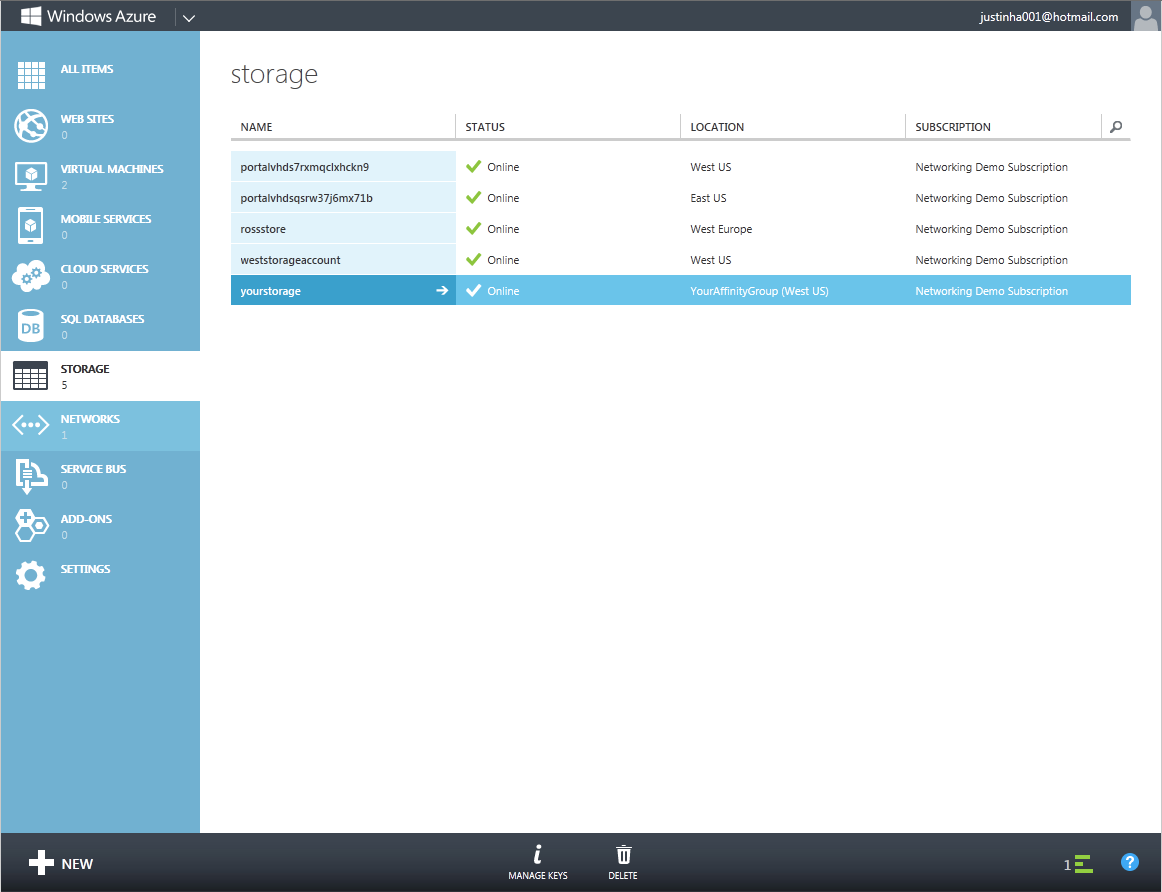 Windows Azure
justinha001@hotmail.com
ALL ITEMS
WEB SITES
0
VIRTUAL MACHINES
2
MOBILE SERVICES
0
CLOUD SERVICES
0
DB
SQL DATABASES
0
STORAGE
5
NETWORKS
1
SERVICE BUS
0
ADD-ONS
0
SETTINGS
storage
NAME STATUS LOCATION SUBSCRIPTION
portalvhds7rxmqclxhckn9 Online West US Networking Demo Subscription
portalvhdsqsrw37j6mx71b Online East US Networking Demo Subscription
rossstore Online West Europe Networking Demo Subscription
weststorageaccount Online West US Networking Demo Subscription
yourstorage Online YourAffinityGroup (West US) Networking Demo Subscription
NEW
MANAGE KEYS
DELETE
1
?